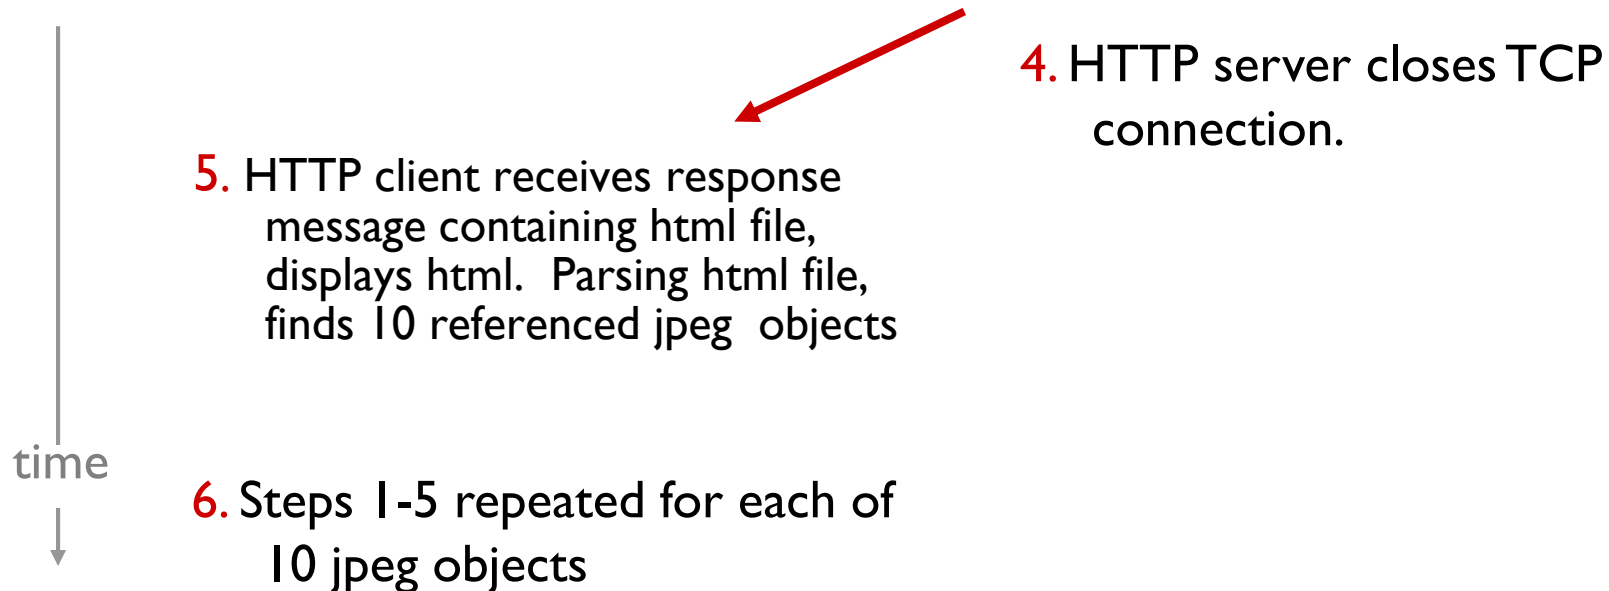 4. HTTP server closes TCP
connection.
5. HTTP client receives response
message containing html file,
displays html.  Parsing html file,
finds 10 referenced jpeg  objects
time
6. Steps 1-5 repeated for each of
10 jpeg objects